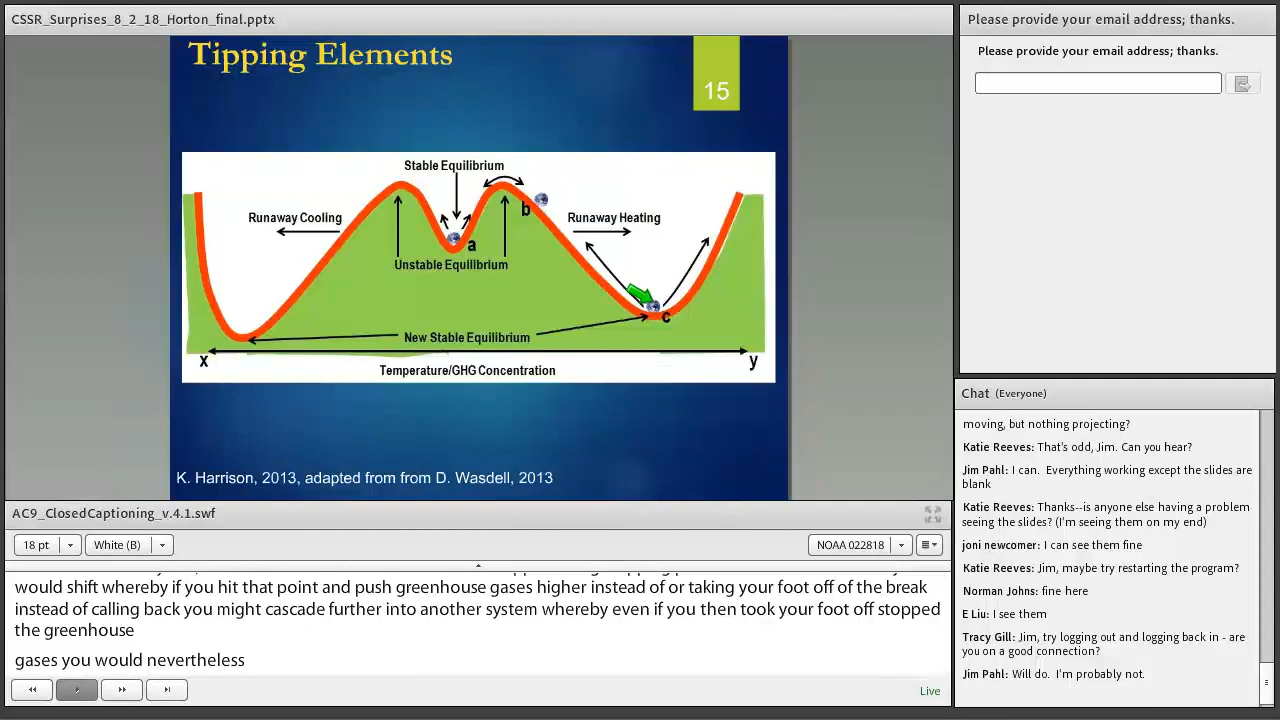 CSSR_Surprises_8_2_18_Horton_final.pptx
Tipping Elements
15
Stable Equilibrium
Runaway Cooling
b
Runaway Heating
a
Unstable Equilibrium
c
New Stable Equilibrium
x
y
Temperature/GHG Concentration
K. Harrison, 2013, adapted from from D. Wasdell, 2013
AC9_ClosedCaptioning_v.4.1.swf
18 pt
White (B)
NOAA 022818
would shift whereby if you hit that point and push greenhouse gases higher instead of or taking your foot off of the break
instead of calling back you might cascade further into another system whereby even if you then took your foot off stopped
the greenhouse
gases you would nevertheless
Live
Please provide your email address; thanks.
Please provide your email address; thanks.
Chat (Everyone)
moving, but nothing projecting?
Katie Reeves: That's odd, Jim. Can you hear?
Jim Pahl: I can. Everything working except the slides are
blank
Katie Reeves: Thanks--is anyone else having a problem
seeing the slides? (I'm seeing them on my end)
joni newcomer: I can see them fine
Katie Reeves: Jim, maybe try restarting the program?
Norman Johns: fine here
E Liu: I see them
Tracy Gill: Jim, try logging out and logging back in - are
you on a good connection?
Jim Pahl: Will do. I'm probably not.